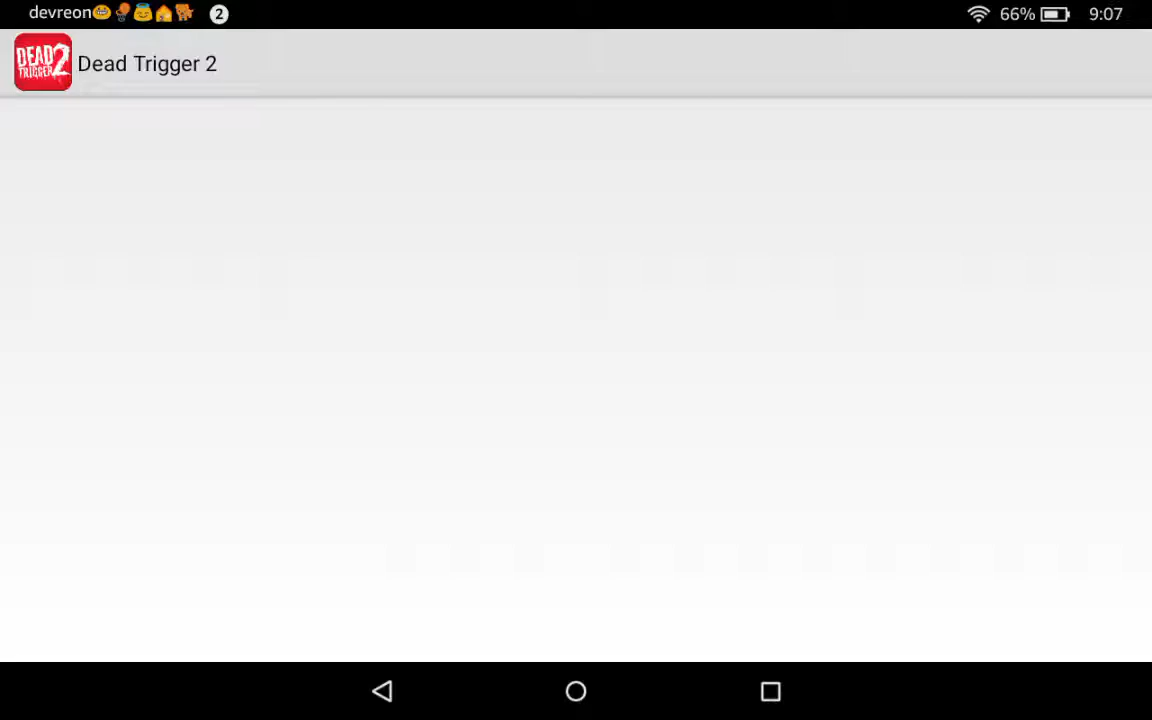 devreon😁🏓😇🏠🐕 2 66% 9:07
DEAD TRIGGER 2 Dead Trigger 2